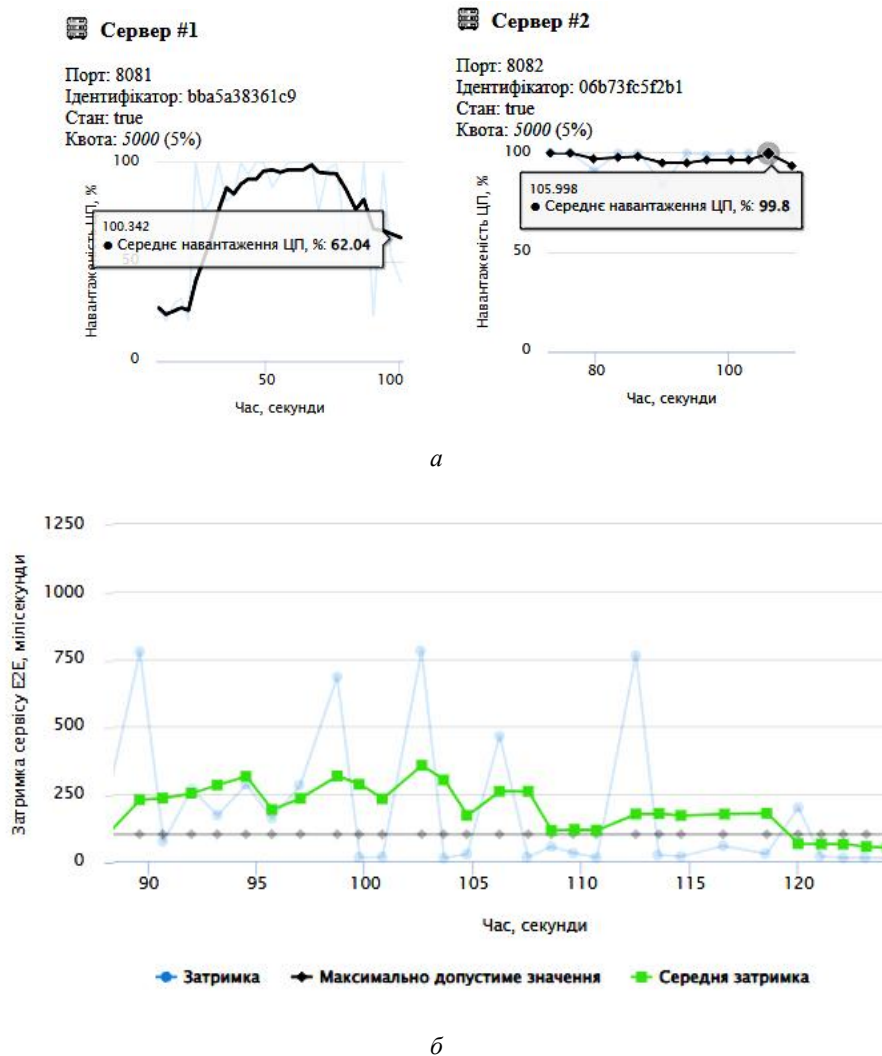 Сервер #1
Порт: 8081
Ідентифікатор: bba5a38361c9
Стан: true
Квота: 5000 (5%)
100
50
0
Навантаженість ЦП, %
100.342
● Середнє навантаження ЦП, %: 62.04
50
100
Час, секунди
Сервер #2
Порт: 8082
Ідентифікатор: 06b73fc5f2b1
Стан: true
Квота: 5000 (5%)
100
50
0
Навантаженість ЦП, %
105.998
● Середнє навантаження ЦП, %: 99.8
80
100
Час, секунди
а
1250
1000
750
500
250
0
Затримка сервісу E2E, мілісекунди
90
95
100
105
110
115
120
Час, секунди
Затримка
Максимально допустиме значення
Середня затримка
б